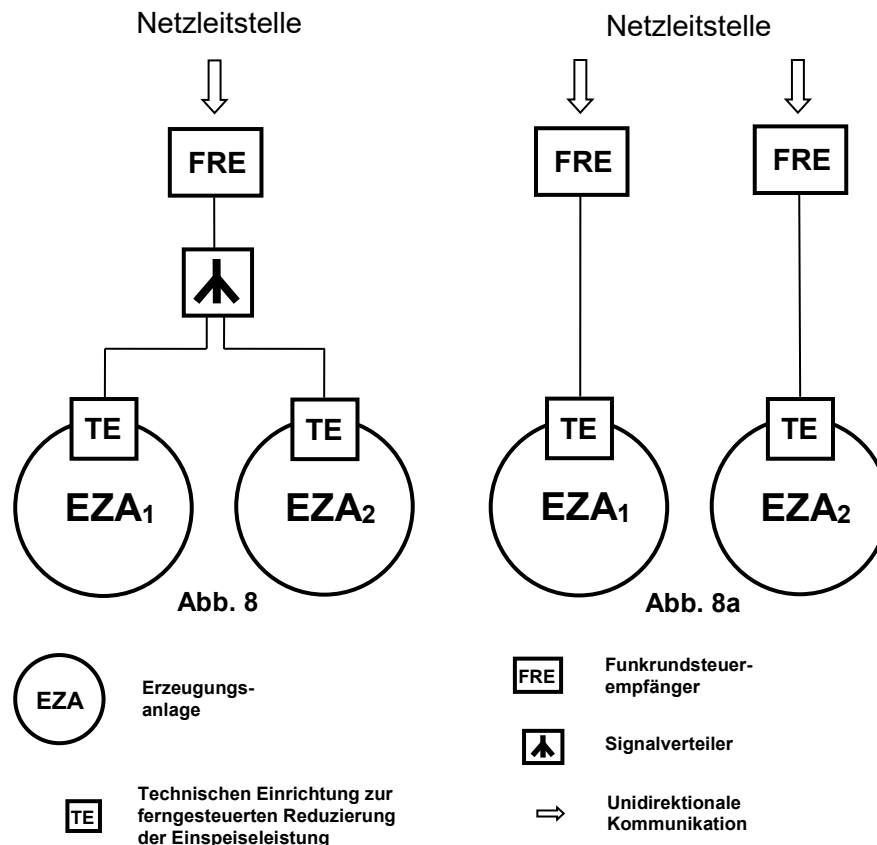 Netzleitstelle
Netzleitstelle
FRE
FRE
FRE
TE
TE
TE
TE
EZA1
EZA2
EZA1
EZA2
Abb. 8
Abb. 8a
EZA
Erzeugungs-
anlage
FRE
Funkrundsteuer-
empfänger
Signalverteiler
TE
Technischen Einrichtung zur
ferngesteuerten Reduzierung
der Einspeiseleistung
Unidirektionale
Kommunikation